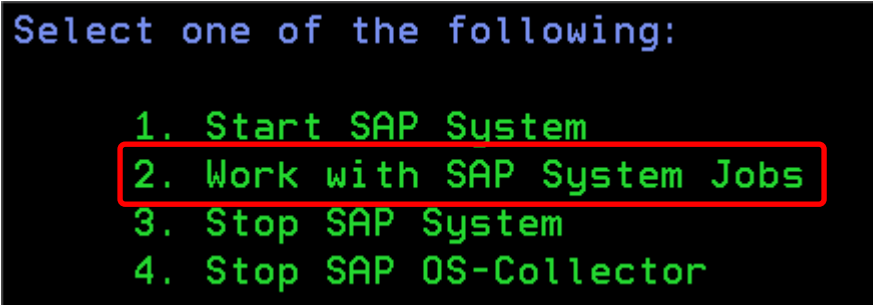 Select one of the following:
1. Start SAP System
2. Work with SAP System Jobs
3. Stop SAP System
4. Stop SAP OS-Collector